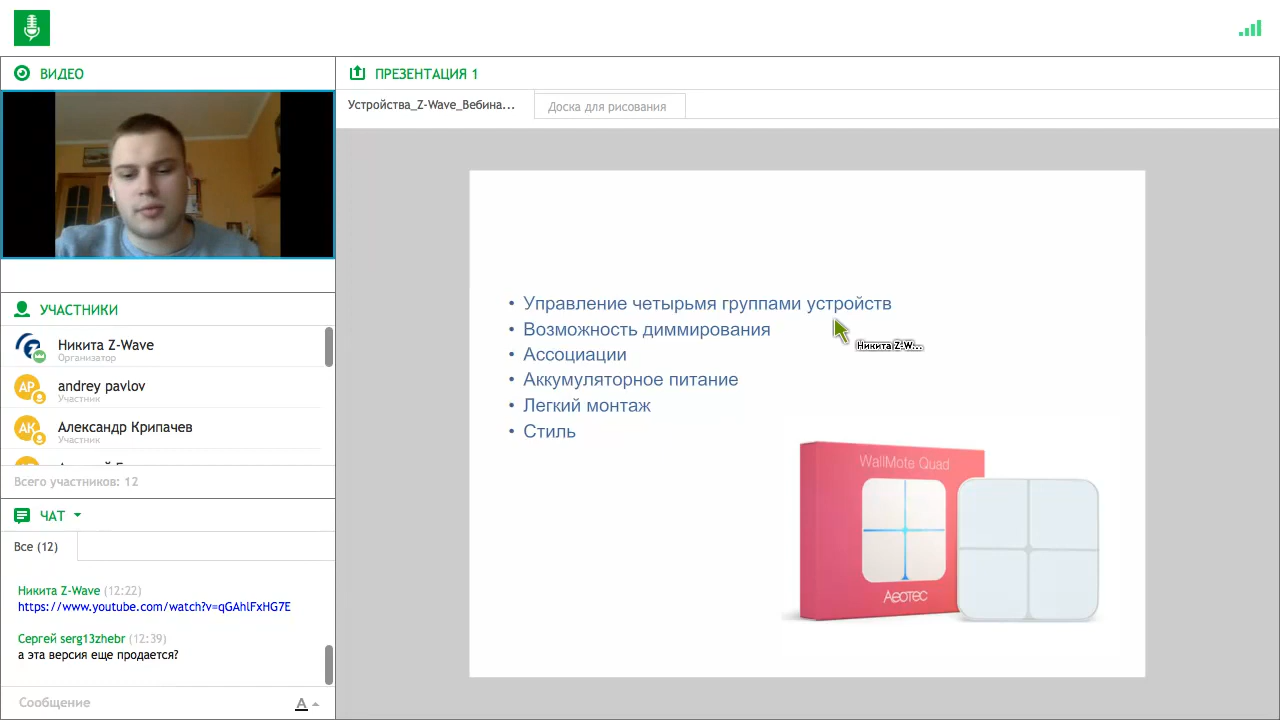 ВИДЕО
ПРЕЗЕНТАЦИЯ 1
Устройства_Z-Wave_Вебина...
Доска для рисования
УЧАСТНИКИ
Никита Z-Wave
Организатор
AP
andrey pavlov
Участник
АК
Александр Крипачев
Участник
Всего участников: 12
ЧАТ
Все (12)
Никита Z-Wave (12:22)
https://www.youtube.com/watch?v=qGAhlFxHG7E
Сергей serg13zhebr (12:39)
а эта версия еще продается?
Сообщение
A
• Управление четырьмя группами устройств
• Возможность диммирования
• Ассоциации
• Аккумуляторное питание
• Легкий монтаж
• Стиль
Никита Z-W...
WallMote Quad
AEOTEC